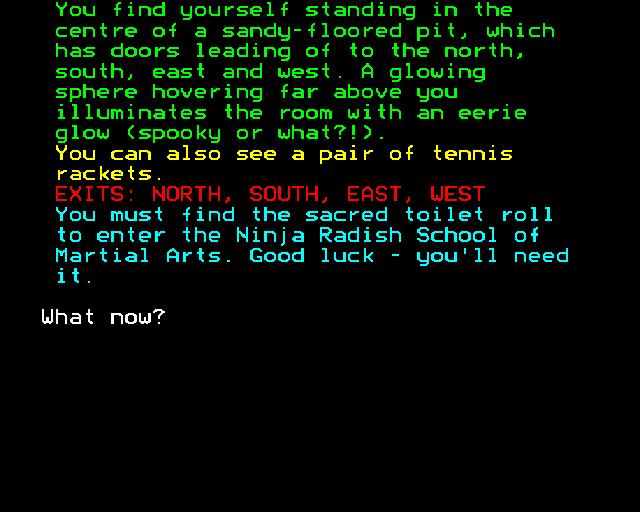 You find yourself standing in the
centre of a sandy-floored pit, which
has doors leading of to the north,
south, east and west. A glowing
sphere hovering far above you
illuminates the room with an eerie
glow (spooky or what?!).
You can also see a pair of tennis
rackets.
EXITS: NORTH, SOUTH, EAST, WEST
You must find the sacred toilet roll
to enter the Ninja Radish School of
Martial Arts. Good luck - you'll need
it.
What now?